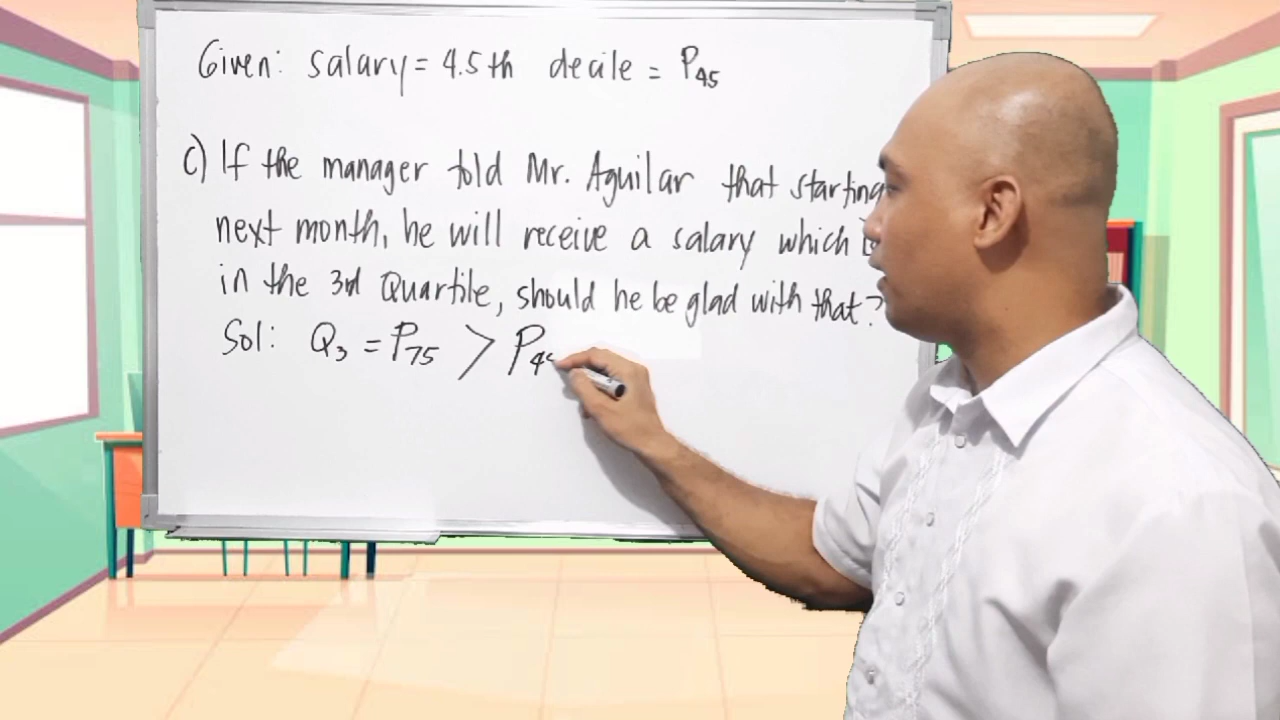 Given: salary = 4.5th decile = P45
c) If the manager told Mr. Aguilar that starting
next month, he will receive a salary which
in the 3rd Quartile, should he be glad with that?
Sol: Q3 = P75 > P45